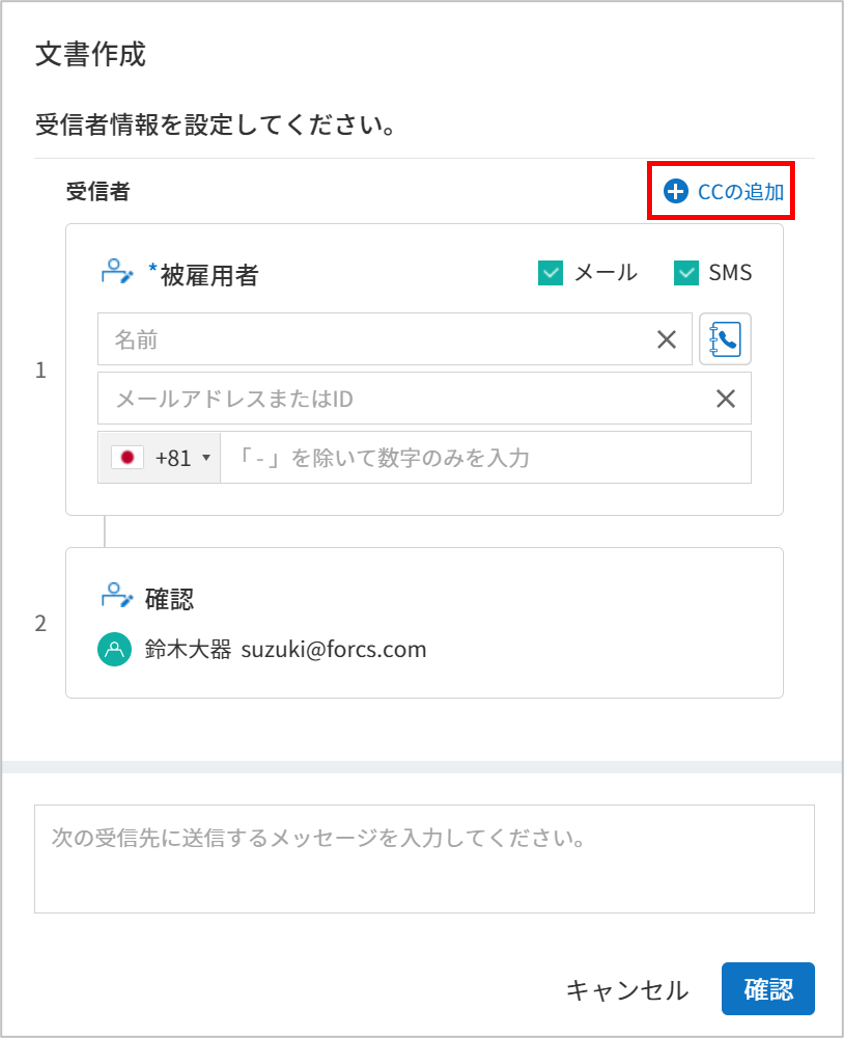 文書作成
受信者情報を設定してください。
受信者
CCの追加
1
*被雇用者
メール
SMS
名前
メールアドレスまたはID
+81
「 - 」を除いて数字のみを入力
2
確認
鈴木大器 suzuki@forcs.com
次の受信先に送信するメッセージを入力してください。
キャンセル
確認